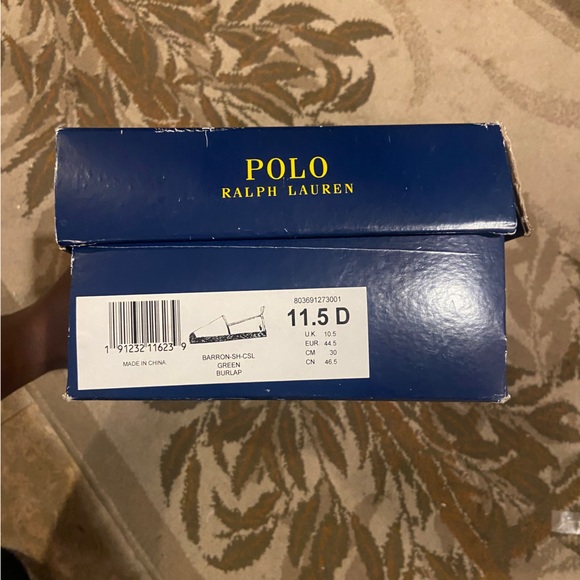 POLO
RALPH LAUREN
803691273001
11.5 D
U.K 10.5
EUR. 44.5
CM 30
CN 46.5
1 91232 11623 9
MADE IN CHINA
BARRON-SH-CSL
GREEN
BURLAP